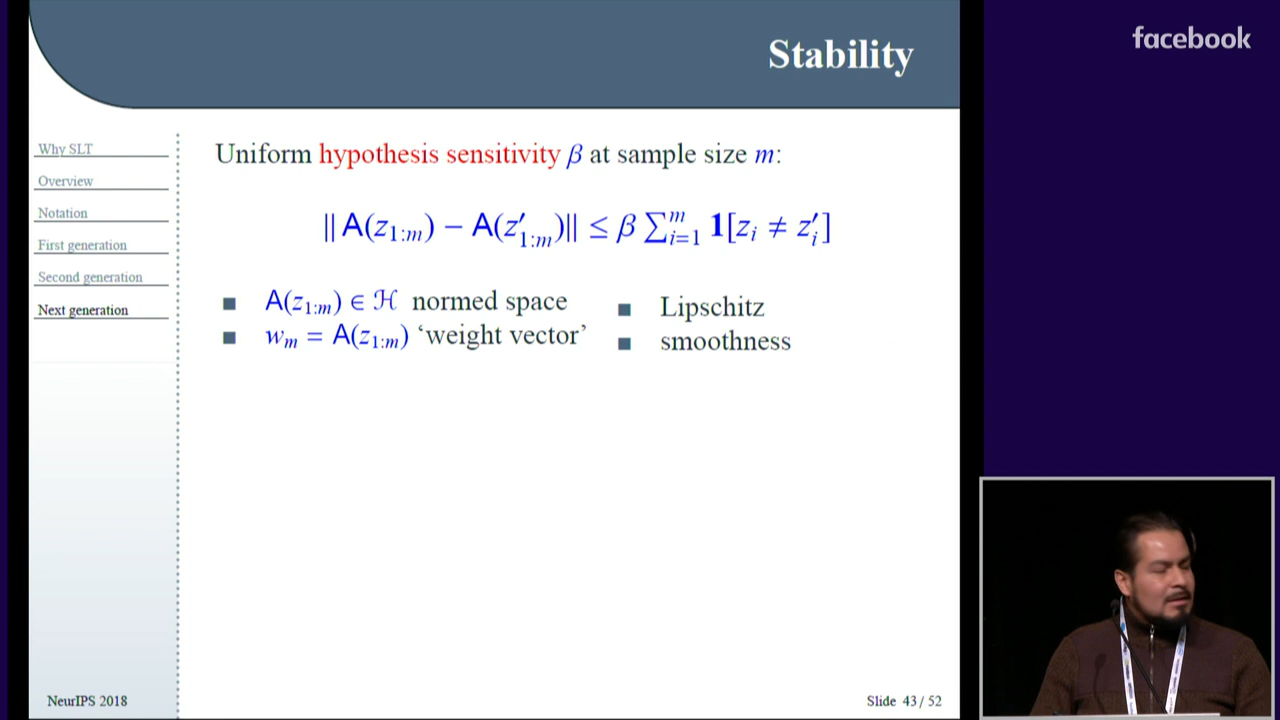 facebook
Stability
Why SLT
Overview
Notation
First generation
Second generation
Next generation
Uniform hypothesis sensitivity β at sample size m:
‖ A(z₁:ₘ) − A(z′₁:ₘ)‖ ≤ β ∑ᵐᵢ₌₁ 𝟏[zᵢ ≠ z′ᵢ]
■ A(z₁:ₘ) ∈ ℋ normed space
■ wₘ = A(z₁:ₘ) ‘weight vector’
■ Lipschitz
■ smoothness
NeurIPS 2018
Slide 43 / 52